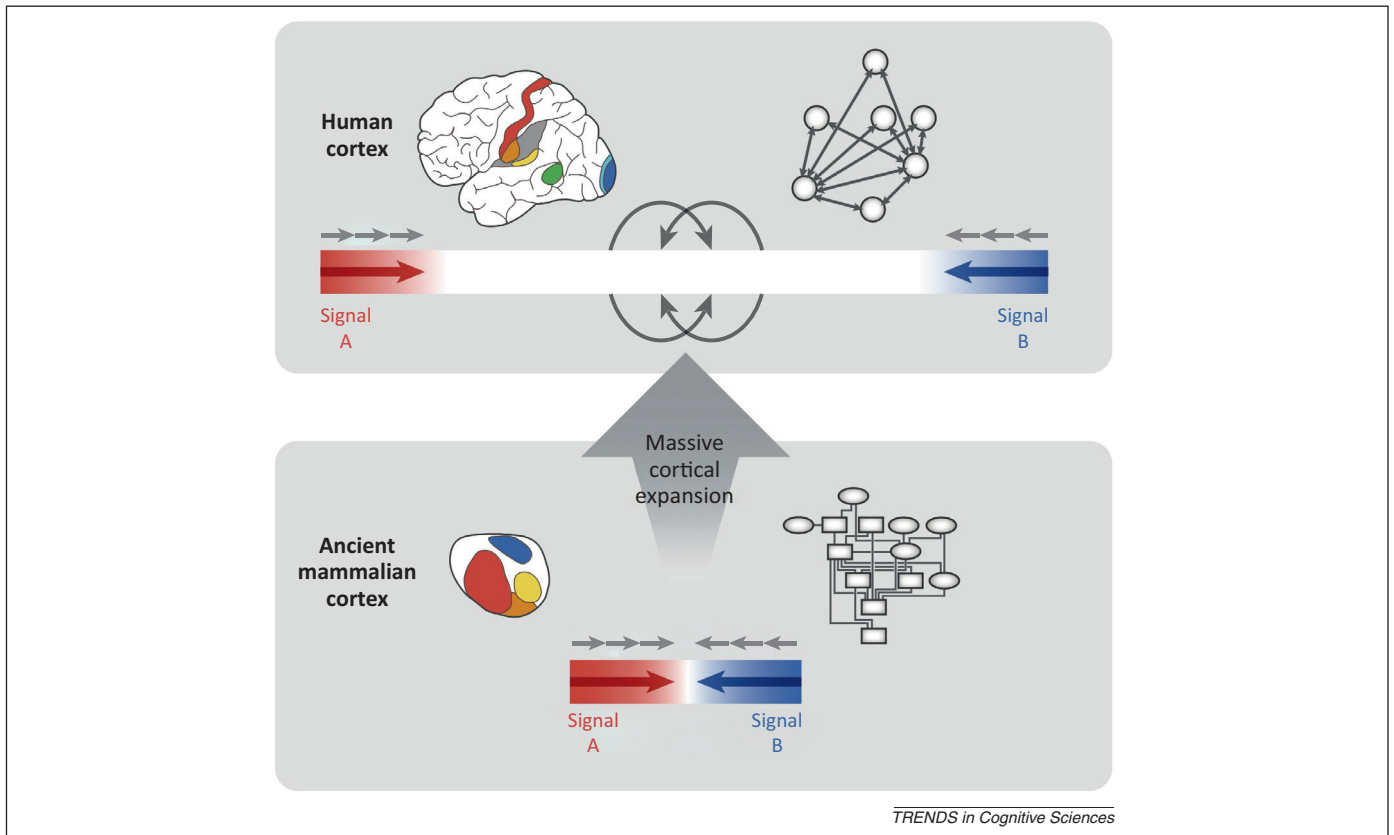 Human
cortex
Signal
A
Signal
B
Massive
cortical
expansion
Ancient
mammalian
cortex
Signal
A
Signal
B
TRENDS in Cognitive Sciences